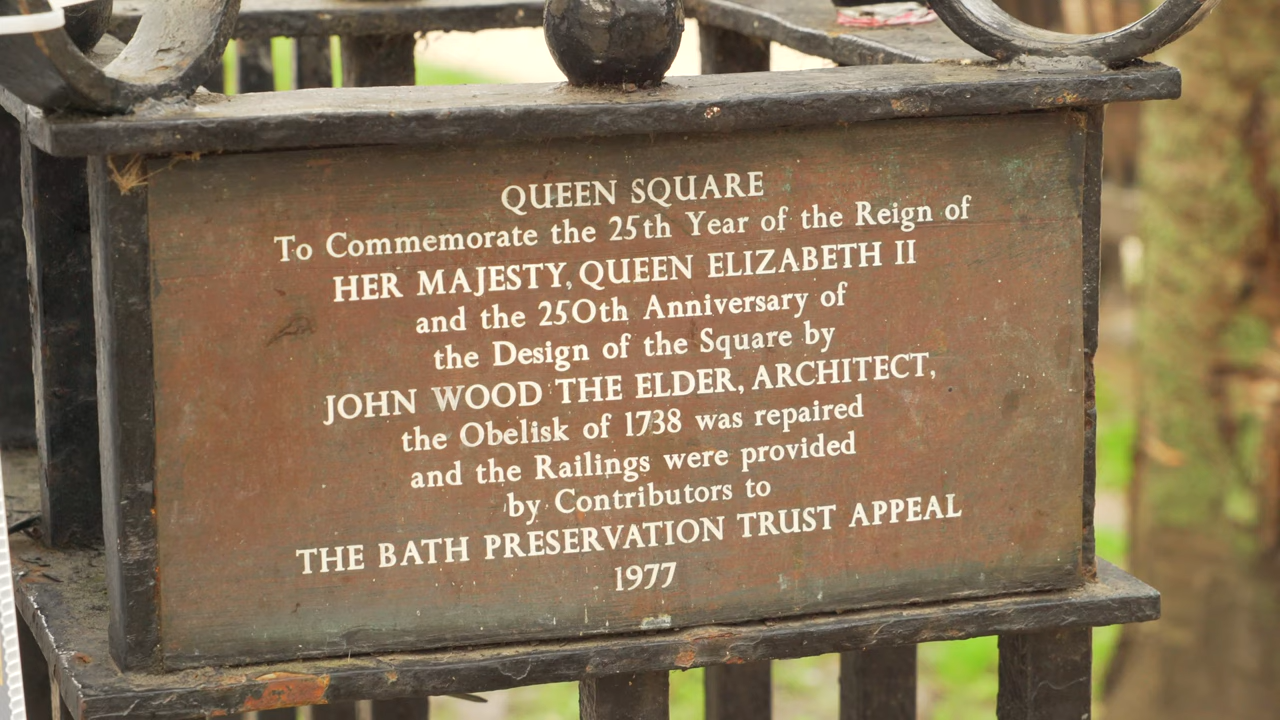 QUEEN SQUARE
To Commemorate the 25th Year of the Reign of
HER MAJESTY, QUEEN ELIZABETH II
and the 250th Anniversary of
the Design of the Square by
JOHN WOOD THE ELDER, ARCHITECT,
the Obelisk of 1738 was repaired
and the Railings were provided
by Contributors to
THE BATH PRESERVATION TRUST APPEAL
1977